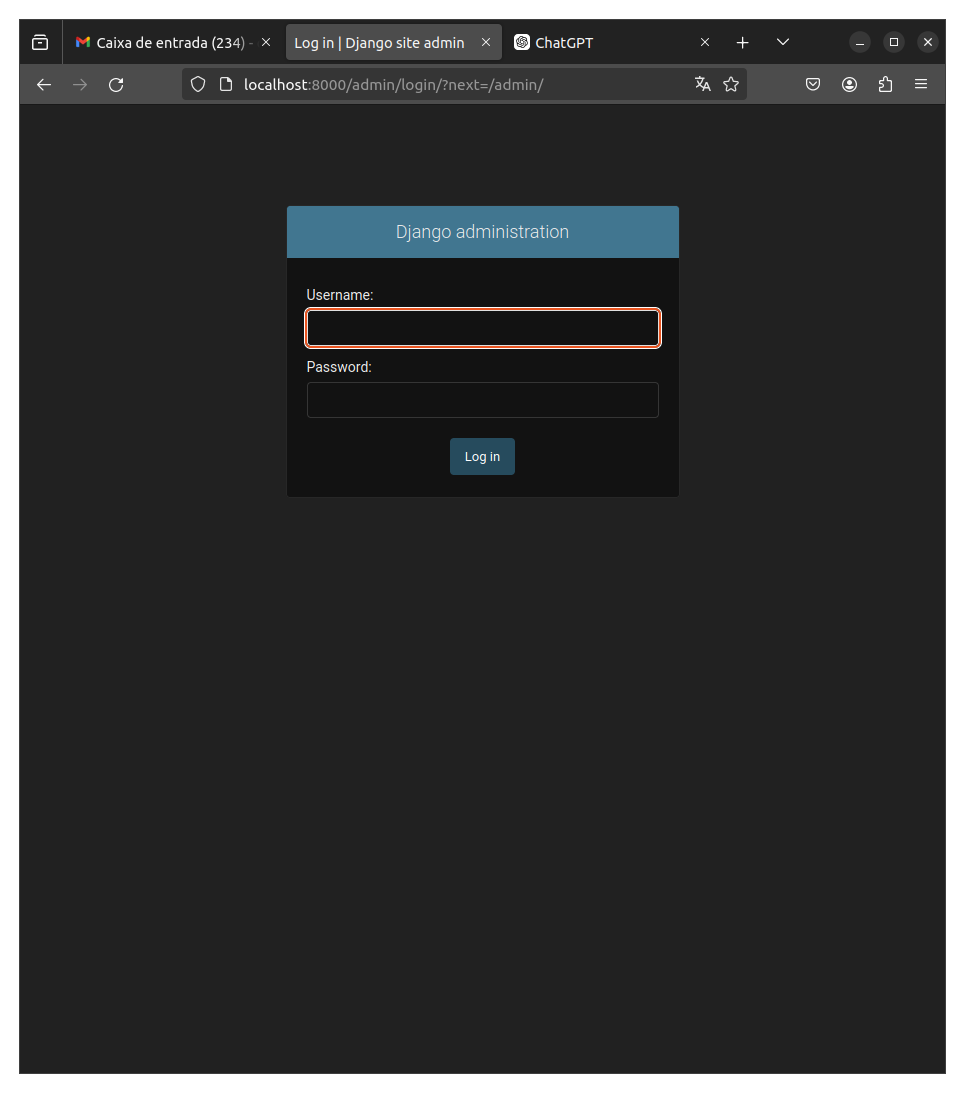 Caixa de entrada (234) -
Log in | Django site admin
ChatGPT
localhost:8000/admin/login/?next=/admin/
Django administration
Username:
Password:
Log in